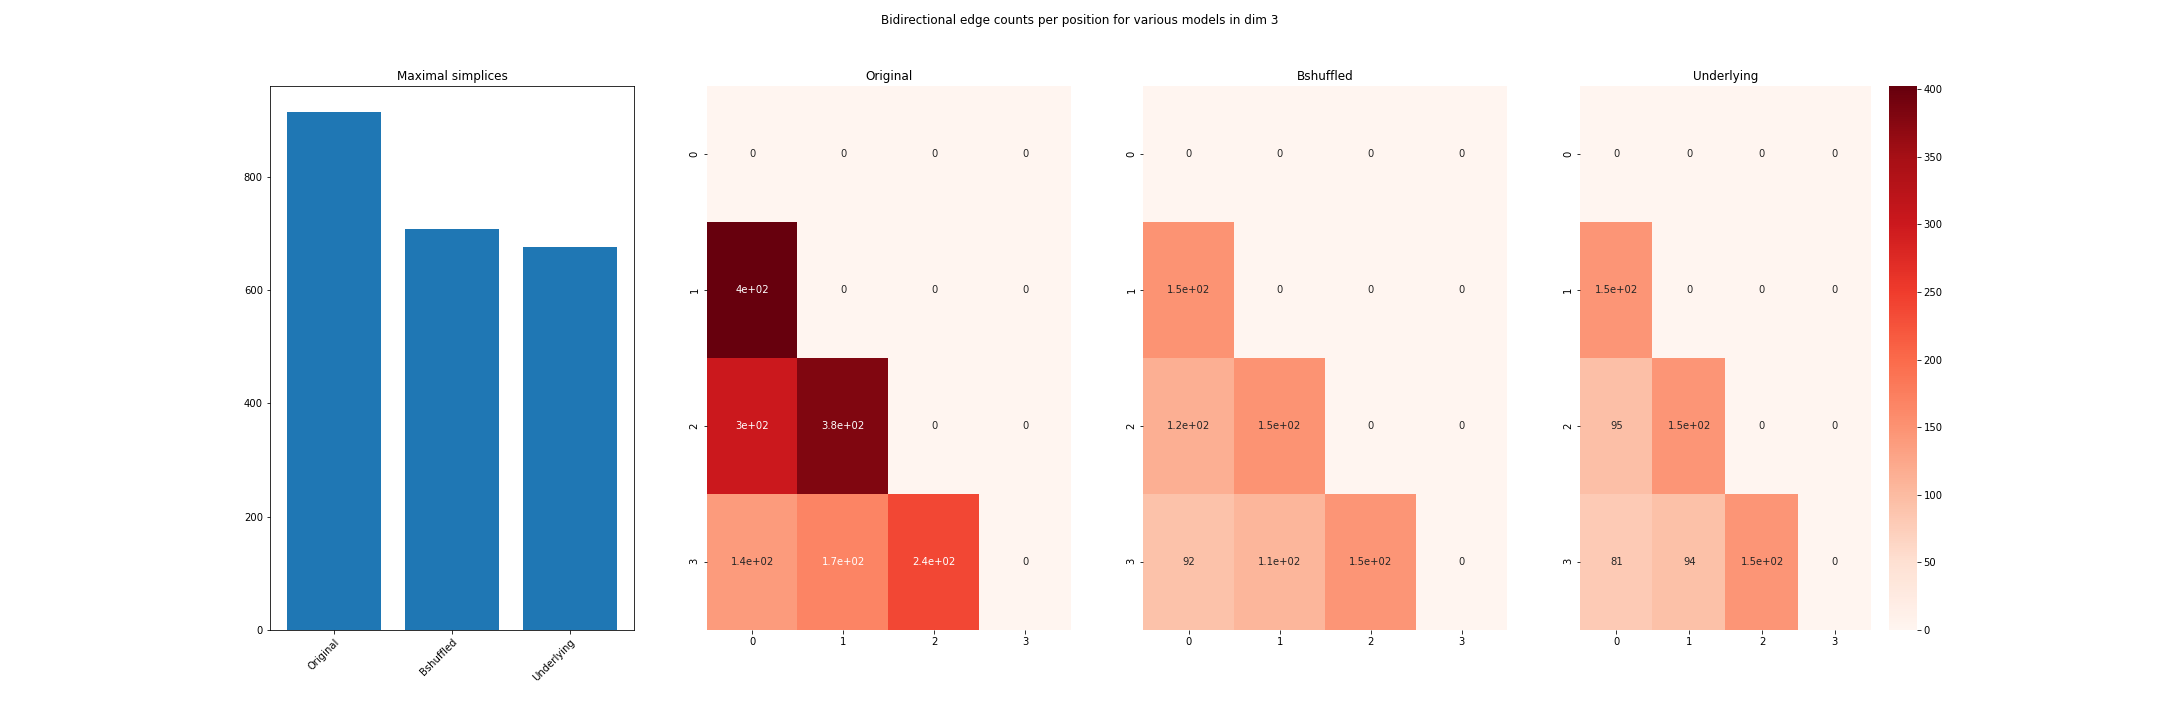 Bidirectional edge counts per position for various models in dim 3
Maximal simplices
800
600
400
200
0
Original
Bshuffled
Underlying
Original
0 0 0 0 0
1 4e+02 0 0 0
2 3e+02 3.8e+02 0 0
3 1.4e+02 1.7e+02 2.4e+02 0
0 1 2 3
Bshuffled
0 0 0 0 0
1 1.5e+02 0 0 0
2 1.2e+02 1.5e+02 0 0
3 92 1.1e+02 1.5e+02 0
0 1 2 3
Underlying
0 0 0 0 0
1 1.5e+02 0 0 0
2 95 1.5e+02 0 0
3 81 94 1.5e+02 0
0 1 2 3
400
350
300
250
200
150
100
50
0